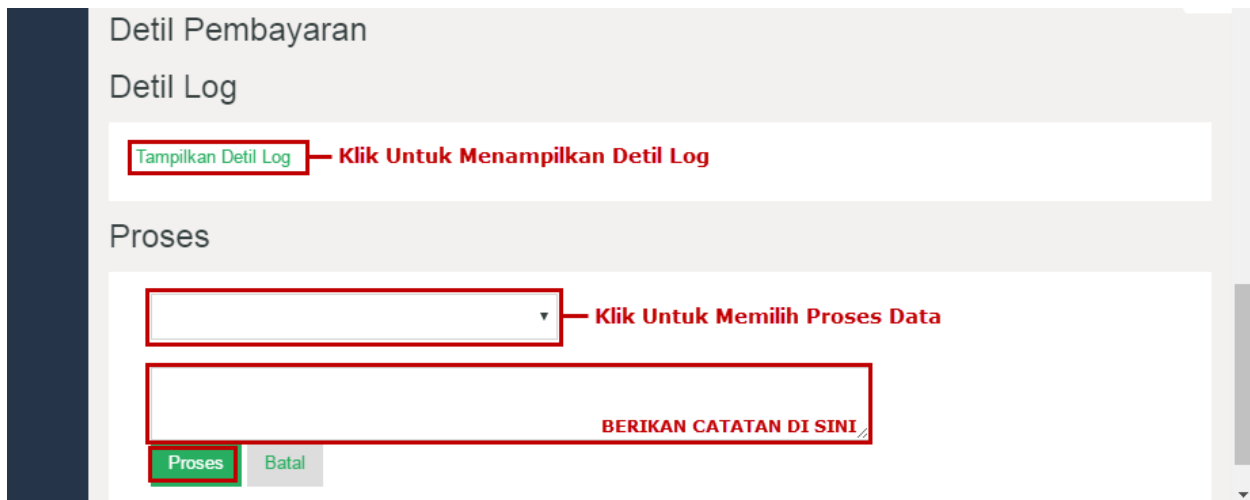 Detil Pembayaran
Detil Log
Tampilkan Detil Log Klik Untuk Menampilkan Detil Log
Proses
Klik Untuk Memilih Proses Data
BERIKAN CATATAN DI SINI
Proses Batal